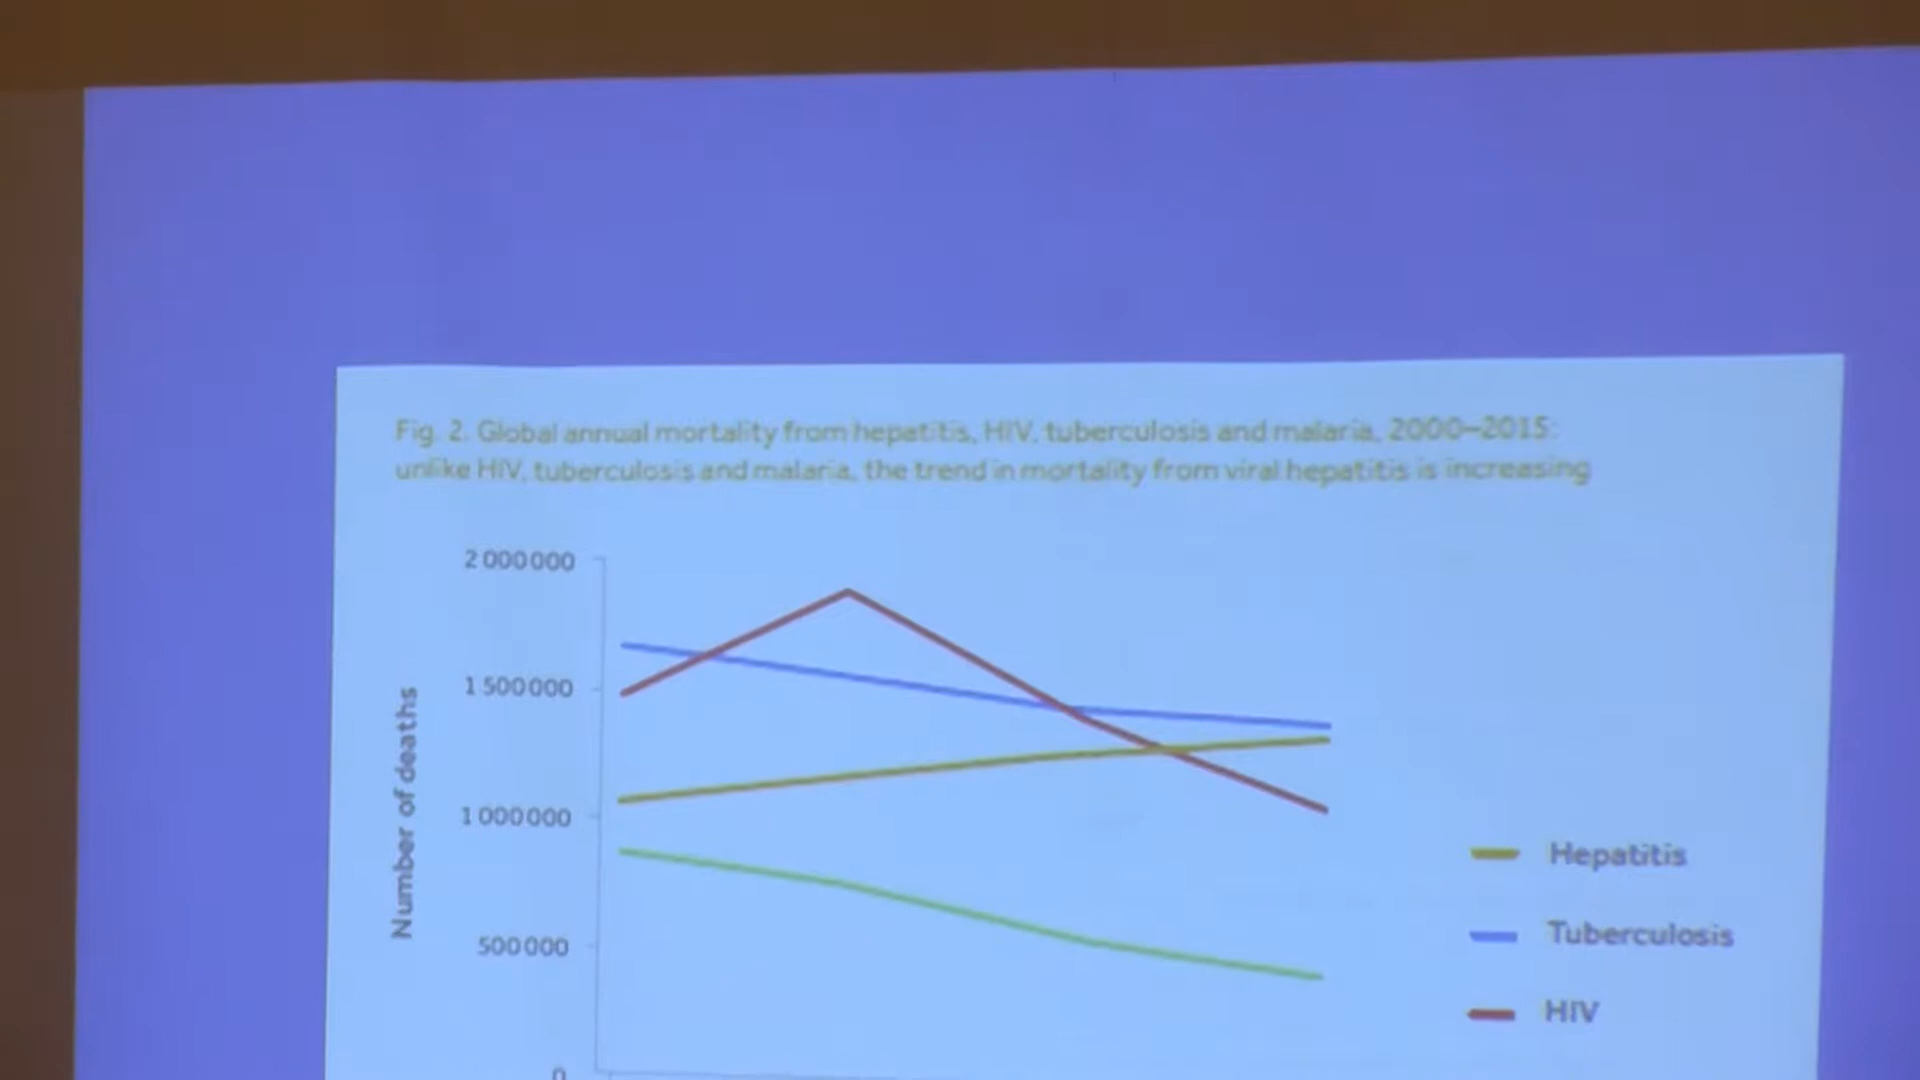 Fig. 2. Global annual mortality from hepatitis, HIV, tuberculosis and malaria, 2000–2015:
unlike HIV, tuberculosis and malaria, the trend in mortality from viral hepatitis is increasing
2 000 000
1 500 000
1 000 000
500 000
0
Number of deaths
Hepatitis
Tuberculosis
HIV